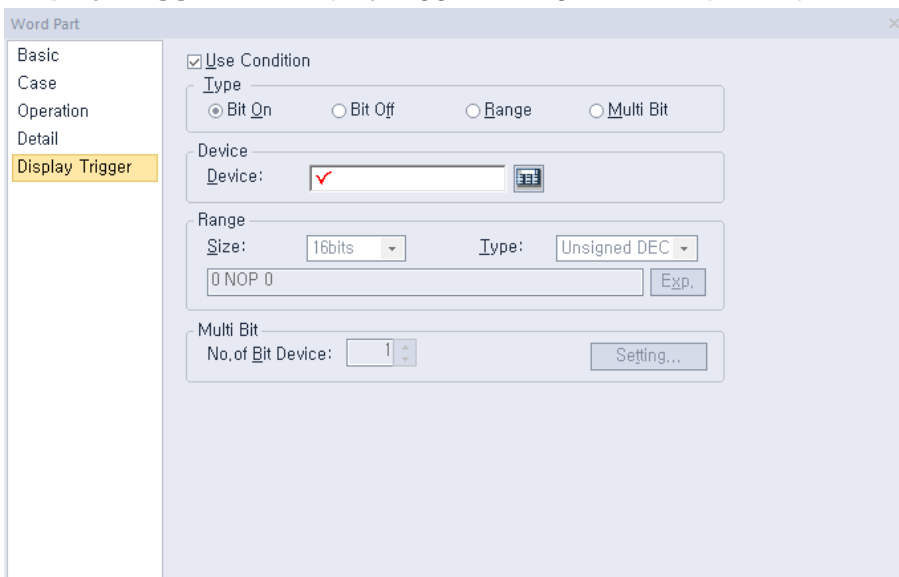 Word Part
Basic
Case
Operation
Detail
Display Trigger
Use Condition
Type
Bit On Bit Off Range Multi Bit
Device
Device:
Range
Size: 16bits Type: Unsigned DEC
0 NOP 0 Exp.
Multi Bit
No.of Bit Device: 1 Setting...